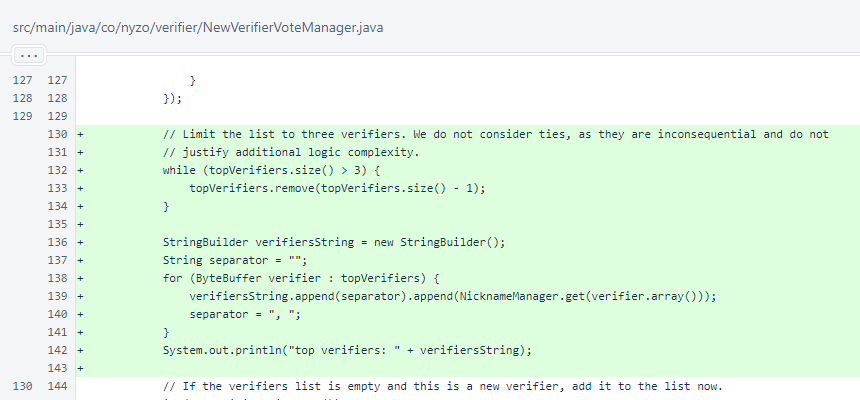 src/main/java/co/nyzo/verifier/NewVerifierVoteManager.java
...
127 127 }
128 128 });
129 129
130 + // Limit the list to three verifiers. We do not consider ties, as they are inconsequential and do not
131 + // justify additional logic complexity.
132 + while (topVerifiers.size() > 3) {
133 + topVerifiers.remove(topVerifiers.size() - 1);
134 + }
135 +
136 + StringBuilder verifiersString = new StringBuilder();
137 + String separator = "";
138 + for (ByteBuffer verifier : topVerifiers) {
139 + verifiersString.append(separator).append(NicknameManager.get(verifier.array()));
140 + separator = ", ";
141 + }
142 + System.out.println("top verifiers: " + verifiersString);
143 +
130 144 // If the verifiers list is empty and this is a new verifier, add it to the list now.